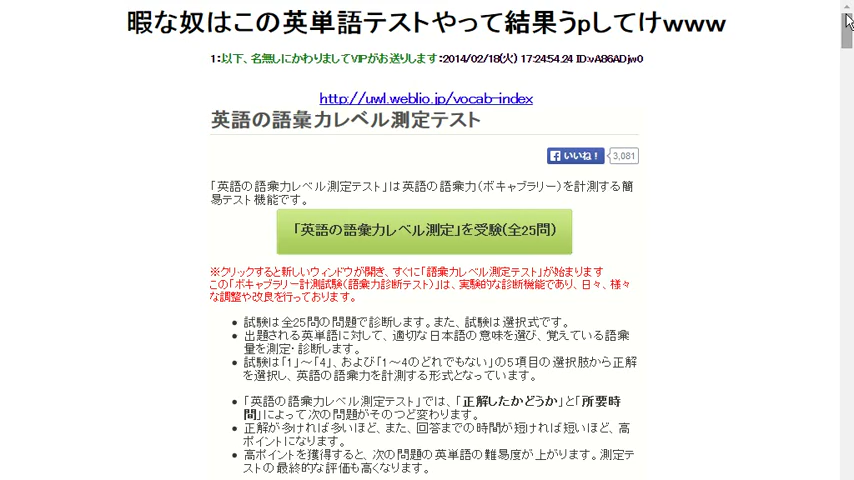 暇な奴はこの英単語テストやって結果うpしてけwww
1:以下、名無しにかわりましてVIPがお送りします:2014/02/18(火) 17:24:54.24 ID:vA86ADjw0
http://uwl.weblio.jp/vocab-index
英語の語彙力レベル測定テスト
いいね！ 3,081
「英語の語彙力レベル測定テスト」は英語の語彙力(ボキャブラリー)を計測する簡
易テスト機能です。
「英語の語彙力レベル測定」を受験(全25問)
※クリックすると新しいウィンドウが開き、すぐに「語彙力レベル測定テスト」が始まります
この「ボキャブラリー計測試験(語彙力診断テスト)」は、実験的な診断機能であり、日々、様々
な調整や改良を行っております。
● 試験は全25問の問題で診断します。また、試験は選択式です。
● 出題される英単語に対して、適切な日本語の意味を選び、覚えている語彙
量を測定・診断します。
● 試験は「1」～「4」、および「1～4のどれでもない」の5項目の選択肢から正解
を選択し、英語の語彙力を計測する形式となっています。
● 「英語の語彙力レベル測定テスト」では、「正解したかどうか」と「所要時
間」によって次の問題がそのつど変わります。
● 正解が多ければ多いほど、また、回答までの時間が短ければ短いほど、高
ポイントになります。
● 高ポイントを獲得すると、次の問題の英単語の難易度が上がります。測定テ
ストの最終的な評価も高くなります。